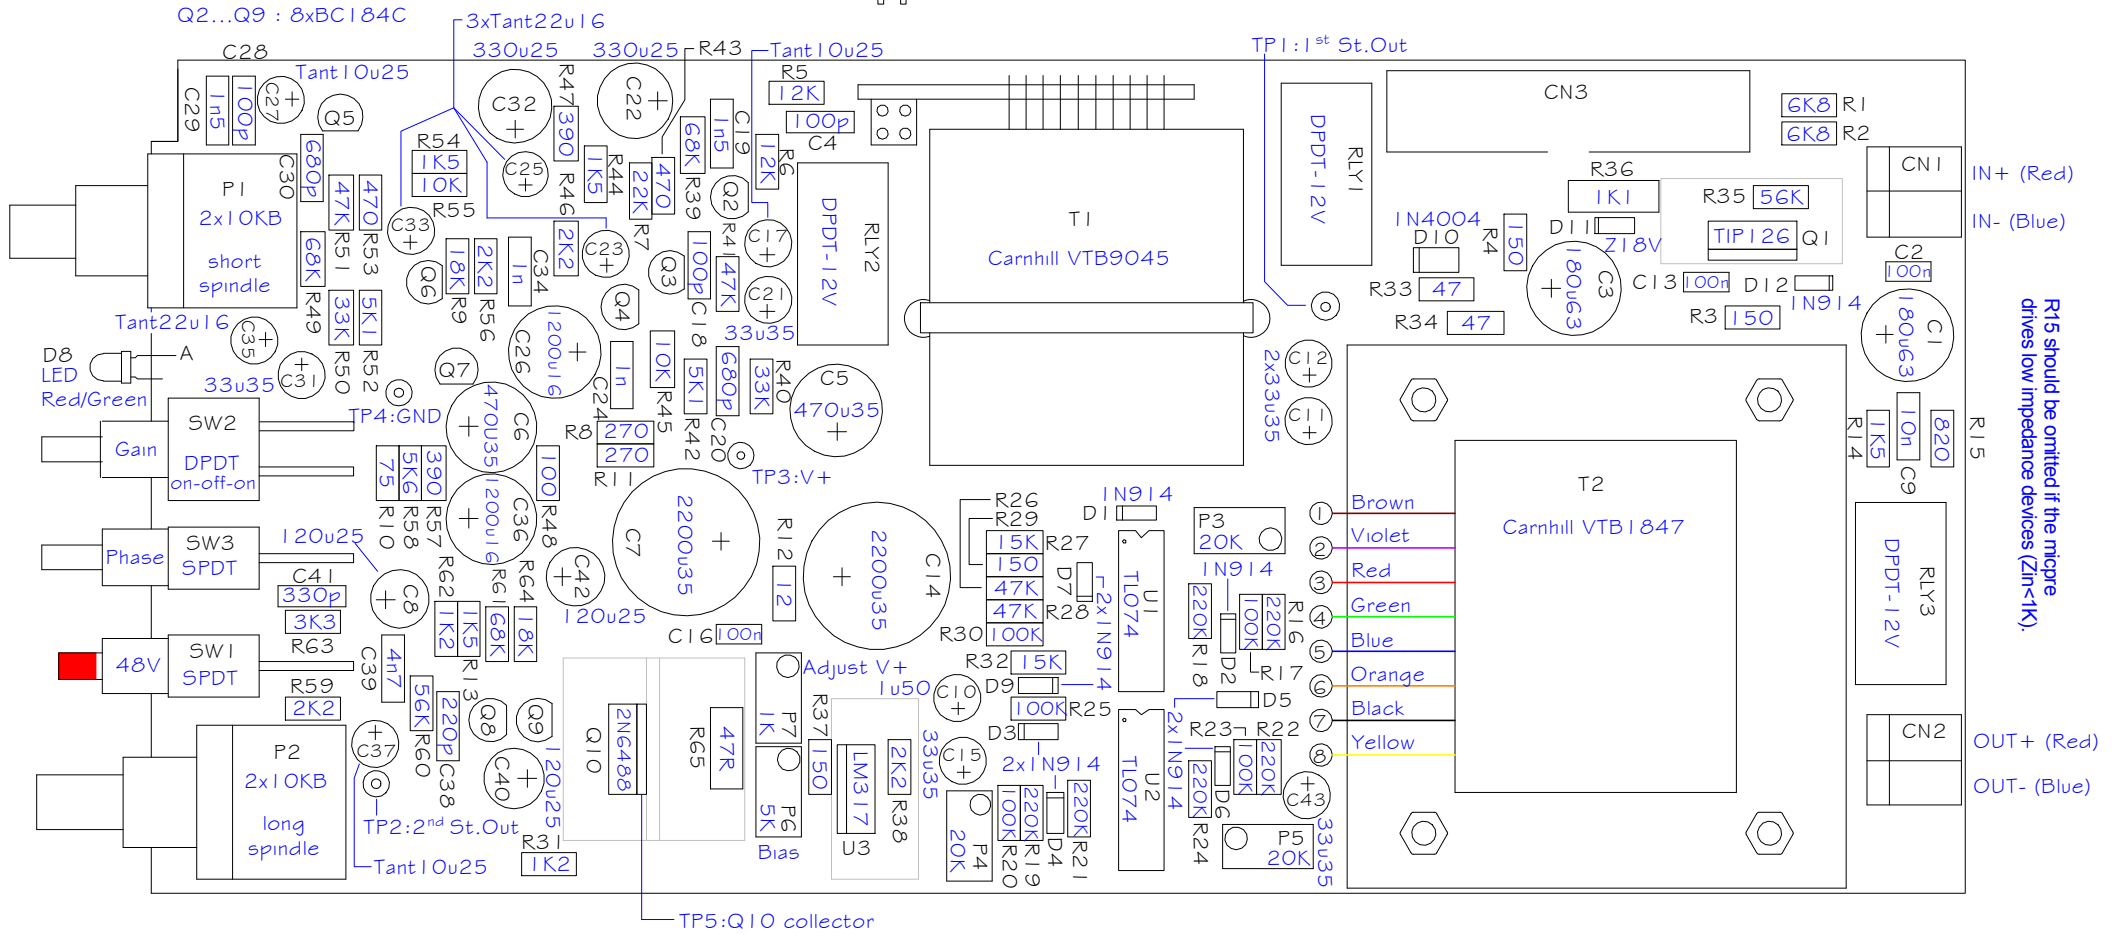 Q2...Q9 : 8xBC184C
3xTant22u16
330u25
330u25
R43
Tant10u25
TP1:1st St.Out
C28
Tant10u25
C29
1n5
100p
C27
Q5
C32
R47
390
C22
68K
C19
1n5
R5
12K
100p
C4
R6
12K
DPDT-12V
RLY1
CN3
6K8
R1
6K8
R2
CN1
IN+ (Red)
IN- (Blue)
P1
2x10KB
short
spindle
C30
680p
47K
R51
470
R53
R54
1K5
10K
R55
C25
R46
1K5
R44
22K
R7
470
R39
Q2
DPDT-12V
RLY2
T1
Carnhill VTB9045
R36
1K1
R35
56K
1N4004
D10
R4
150
D11
Z18V
TIP126
Q1
C33
68K
R49
Q6
18K
R9
2K2
R56
1n
C34
2K2
C23
Q3
100p
C18
R41
47K
C17
C21
33u35
R33
47
R34
47
180u63
C3
C13
100n
D12
1N914
R3
150
C2
100n
180u63
C1
R15 should be omitted if the micpre
drives low impedance devices (Zin<1K).
Tant22u16
C35
33K
R50
5K1
R52
Q4
1200u16
C26
1n
C24
10K
R45
5K1
R42
680p
C20
33K
R40
D8
LED
Red/Green
A
33u35
C31
Q7
C5
470u35
2x33u35
C12
C11
TP4:GND
470u35
C6
R8
270
270
R11
TP3:V+
SW2
DPDT
on-off-on
Gain
75
R10
5K6
R58
390
R57
1200u16
C36
100
R48
C7
2200u35
2200u35
C14
R14
1K5
10n
C9
820
R15
T2
Carnhill VTB1847
1
Brown
2
Violet
3
Red
4
Green
5
Blue
6
Orange
7
Black
8
Yellow
R26
R29
15K
R27
150
47K
47K
R28
R30
100K
1N914
D1
D7
2x1N914
TL074
U1
P3
20K
1N914
220K
R18
D2
100K
R17
220K
R16
DPDT-12V
RLY3
SW3
SPDT
Phase
120u25
C41
330p
3K3
R63
C8
R62
1K2
1K5
R13
R61
68K
R64
18K
C42
120u25
R12
12
C16
100n
SW1
SPDT
48V
R59
2K2
C39
4n7
56K
R60
220p
C38
Q8
Q9
Adjust V+
1u50
C10
R32
15K
D9
100K
R25
D3
2x1N914
D5
2x1N914
R23
R22
P2
2x10KB
long
spindle
C37
C40
120u25
Q10
2N6488
R65
47R
1K
P7
5K
P6
Bias
R37
150
LM317
U3
2K2
R38
33u35
C15
20K
P4
100K
R20
220K
R19
D4
220K
R21
TL074
U2
220K
R24
D6
100K
220K
C43
33u35
P5
20K
CN2
OUT+ (Red)
OUT- (Blue)
TP2:2nd St.Out
Tant10u25
R31
1K2
TP5:Q10 collector